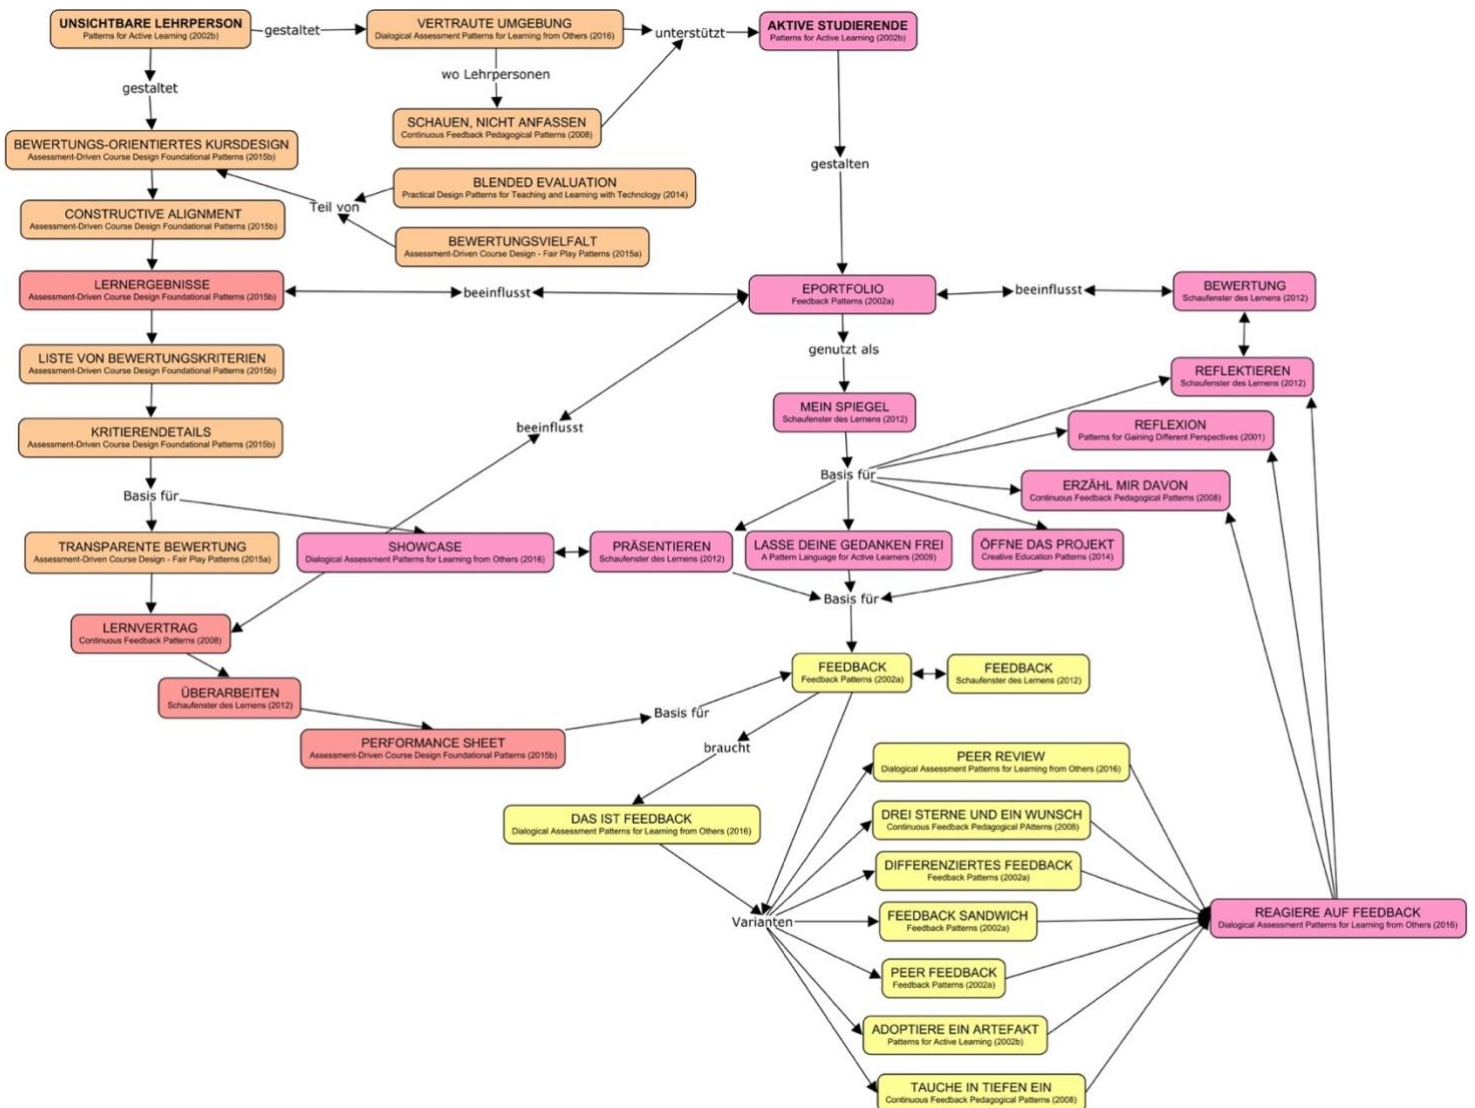 UNSICHTBARE LEHRPERSON
Patterns for Active Learning (2002b)
gestaltet
VERTRAUTE UMGEBUNG
Dialogical Assessment Patterns for Learning from Others (2016)
unterstützt
AKTIVE STUDIERENDE
Patterns for Active Learning (2002b)
gestaltet
wo Lehrpersonen
SCHAUEN, NICHT ANFASSEN
Continuous Feedback Pedagogical Patterns (2008)
BEWERTUNGS-ORIENTIERTES KURSDESIGN
Assessment-Driven Course Design Foundational Patterns (2015b)
gestalten
BLENDED EVALUATION
Practical Design Patterns for Teaching and Learning with Technology (2014)
Teil von
CONSTRUCTIVE ALIGNMENT
Assessment-Driven Course Design Foundational Patterns (2015b)
BEWERTUNGSVIELFALT
Assessment-Driven Course Design - Fair Play Patterns (2015a)
LERNERGEBNISSE
Assessment-Driven Course Design Foundational Patterns (2015b)
beeinflusst
EPORTFOLIO
Feedback Patterns (2002a)
beeinflusst
BEWERTUNG
Schaufenster des Lernens (2012)
LISTE VON BEWERTUNGSKRITERIEN
Assessment-Driven Course Design Foundational Patterns (2015b)
genutzt als
REFLEKTIEREN
Schaufenster des Lernens (2012)
MEIN SPIEGEL
Schaufenster des Lernens (2012)
KRITIERENDETAILS
Assessment-Driven Course Design Foundational Patterns (2015b)
beeinflusst
REFLEXION
Patterns for Gaining Different Perspectives (2001)
Basis für
Basis für
ERZÄHL MIR DAVON
Continuous Feedback Pedagogical Patterns (2008)
TRANSPARENTE BEWERTUNG
Assessment-Driven Course Design - Fair Play Patterns (2015a)
SHOWCASE
Dialogical Assessment Patterns for Learning from Others (2016)
PRÄSENTIEREN
Schaufenster des Lernens (2012)
LASSE DEINE GEDANKEN FREI
A Pattern Language for Active Learners (2009)
ÖFFNE DAS PROJEKT
Creative Education Patterns (2014)
Basis für
LERNVERTRAG
Continuous Feedback Patterns (2008)
FEEDBACK
Feedback Patterns (2002a)
FEEDBACK
Schaufenster des Lernens (2012)
ÜBERARBEITEN
Schaufenster des Lernens (2012)
Basis für
PERFORMANCE SHEET
Assessment-Driven Course Design Foundational Patterns (2015b)
braucht
PEER REVIEW
Dialogical Assessment Patterns for Learning from Others (2016)
DAS IST FEEDBACK
Dialogical Assessment Patterns for Learning from Others (2016)
DREI STERNE UND EIN WUNSCH
Continuous Feedback Pedagogical PAtterns (2008)
DIFFERENZIERTES FEEDBACK
Feedback Patterns (2002a)
Varianten
FEEDBACK SANDWICH
Feedback Patterns (2002a)
REAGIERE AUF FEEDBACK
Dialogical Assessment Patterns for Learning from Others (2016)
PEER FEEDBACK
Feedback Patterns (2002a)
ADOPTIERE EIN ARTEFAKT
Patterns for Active Learning (2002b)
TAUCHE IN TIEFEN EIN
Continuous Feedback Pedagogical Patterns (2008)